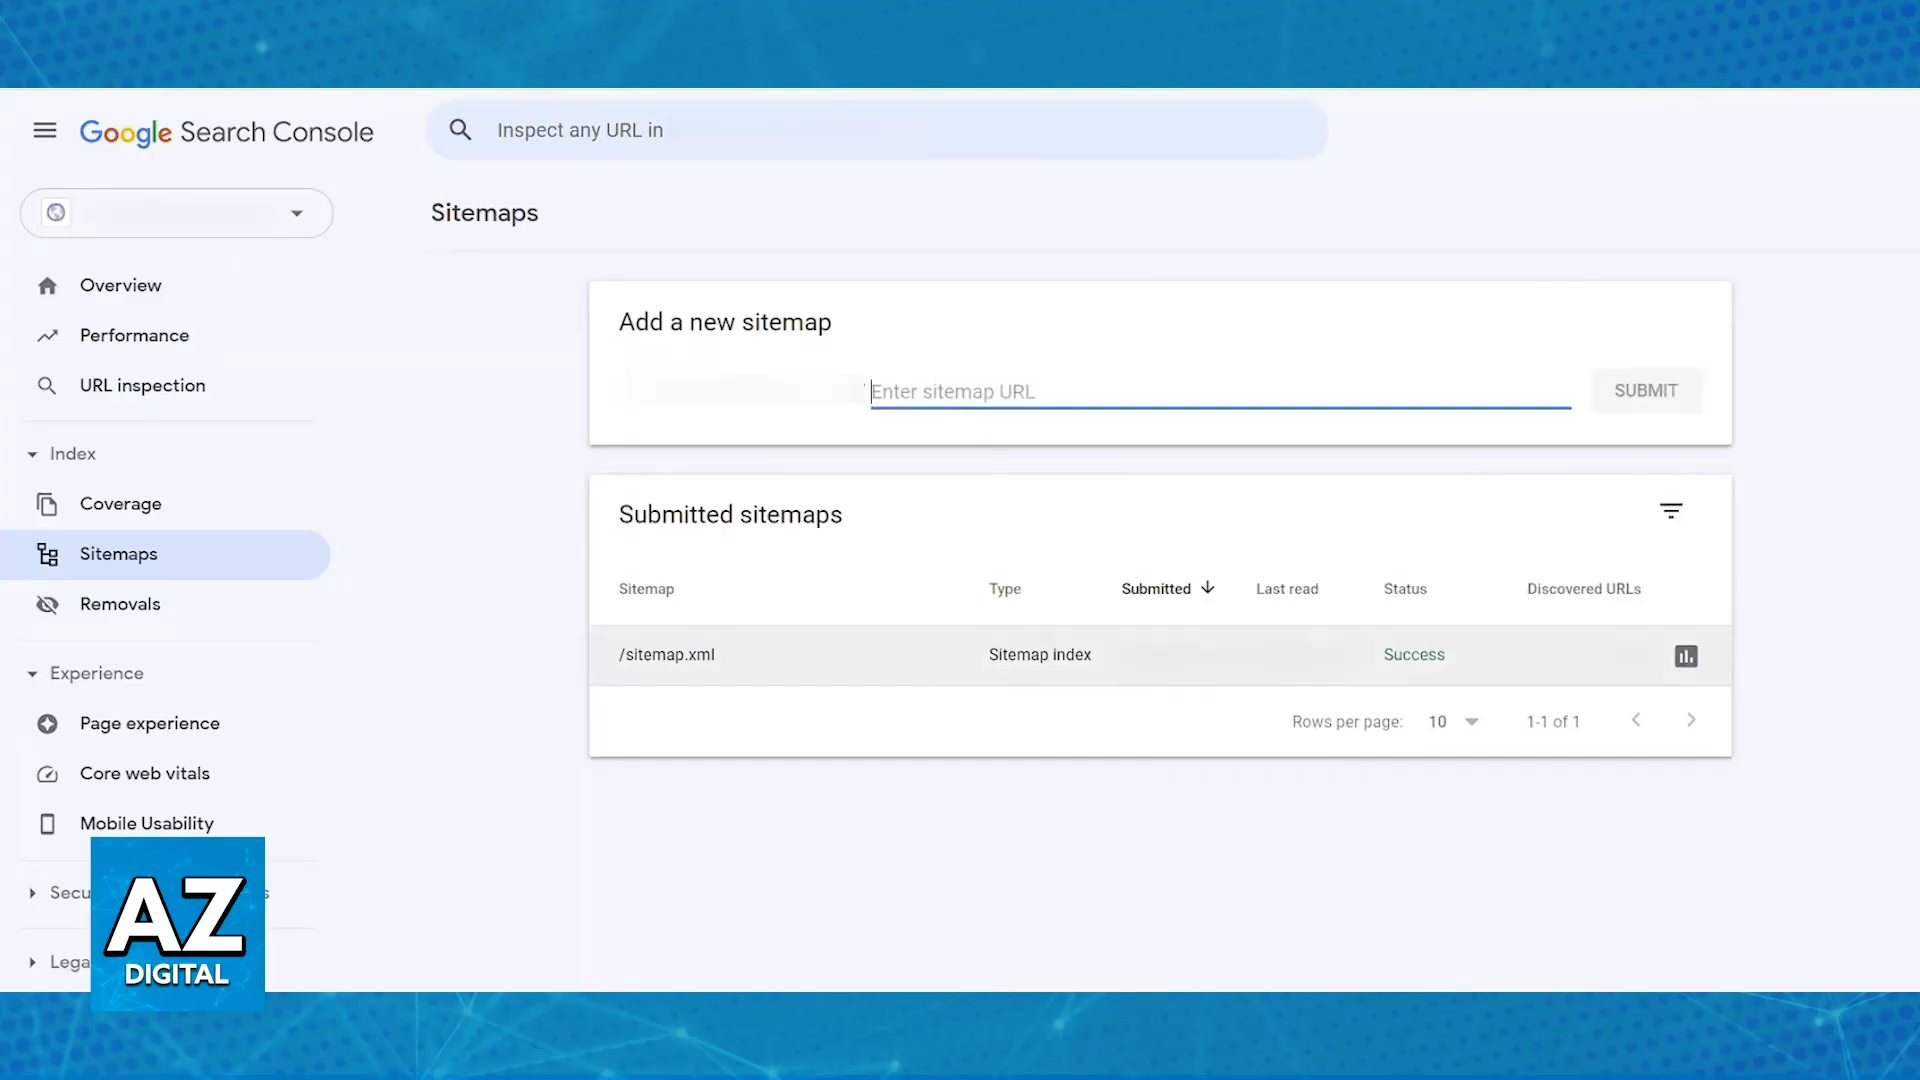 Google Search Console
Inspect any URL in
Sitemaps
Overview
Performance
URL inspection
Index
Coverage
Sitemaps
Removals
Experience
Page experience
Core web vitals
Mobile Usability
Secu
s
Lega
Add a new sitemap
Enter sitemap URL
SUBMIT
Submitted sitemaps
Sitemap Type Submitted Last read Status Discovered URLs
/sitemap.xml Sitemap index Success
Rows per page: 10 1-1 of 1
AZ
DIGITAL